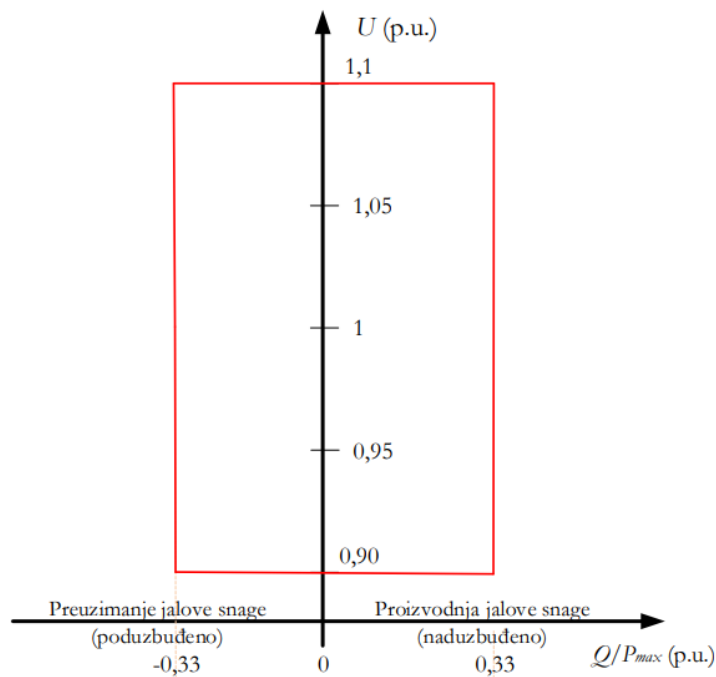 U (p.u.)
1,1
1,05
1
0,95
0,90
Preuzimanje jalove snage
(poduzbuđeno)
Proizvodnja jalove snage
(naduzbuđeno)
-0,33
0
0,33
Q/Pmax (p.u.)